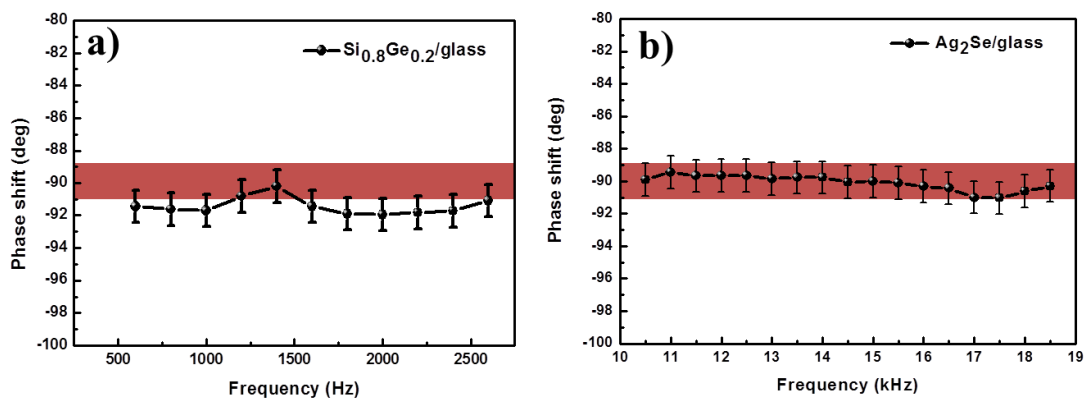 a)
Si0.8Ge0.2/glass
-80
-82
-84
-86
-88
-90
-92
-94
-96
-98
-100
Phase shift (deg)
500 1000 1500 2000 2500
Frequency (Hz)
b)
Ag2Se/glass
-80
-82
-84
-86
-88
-90
-92
-94
-96
-98
-100
Phase shift (deg)
10 11 12 13 14 15 16 17 18 19
Frequency (kHz)